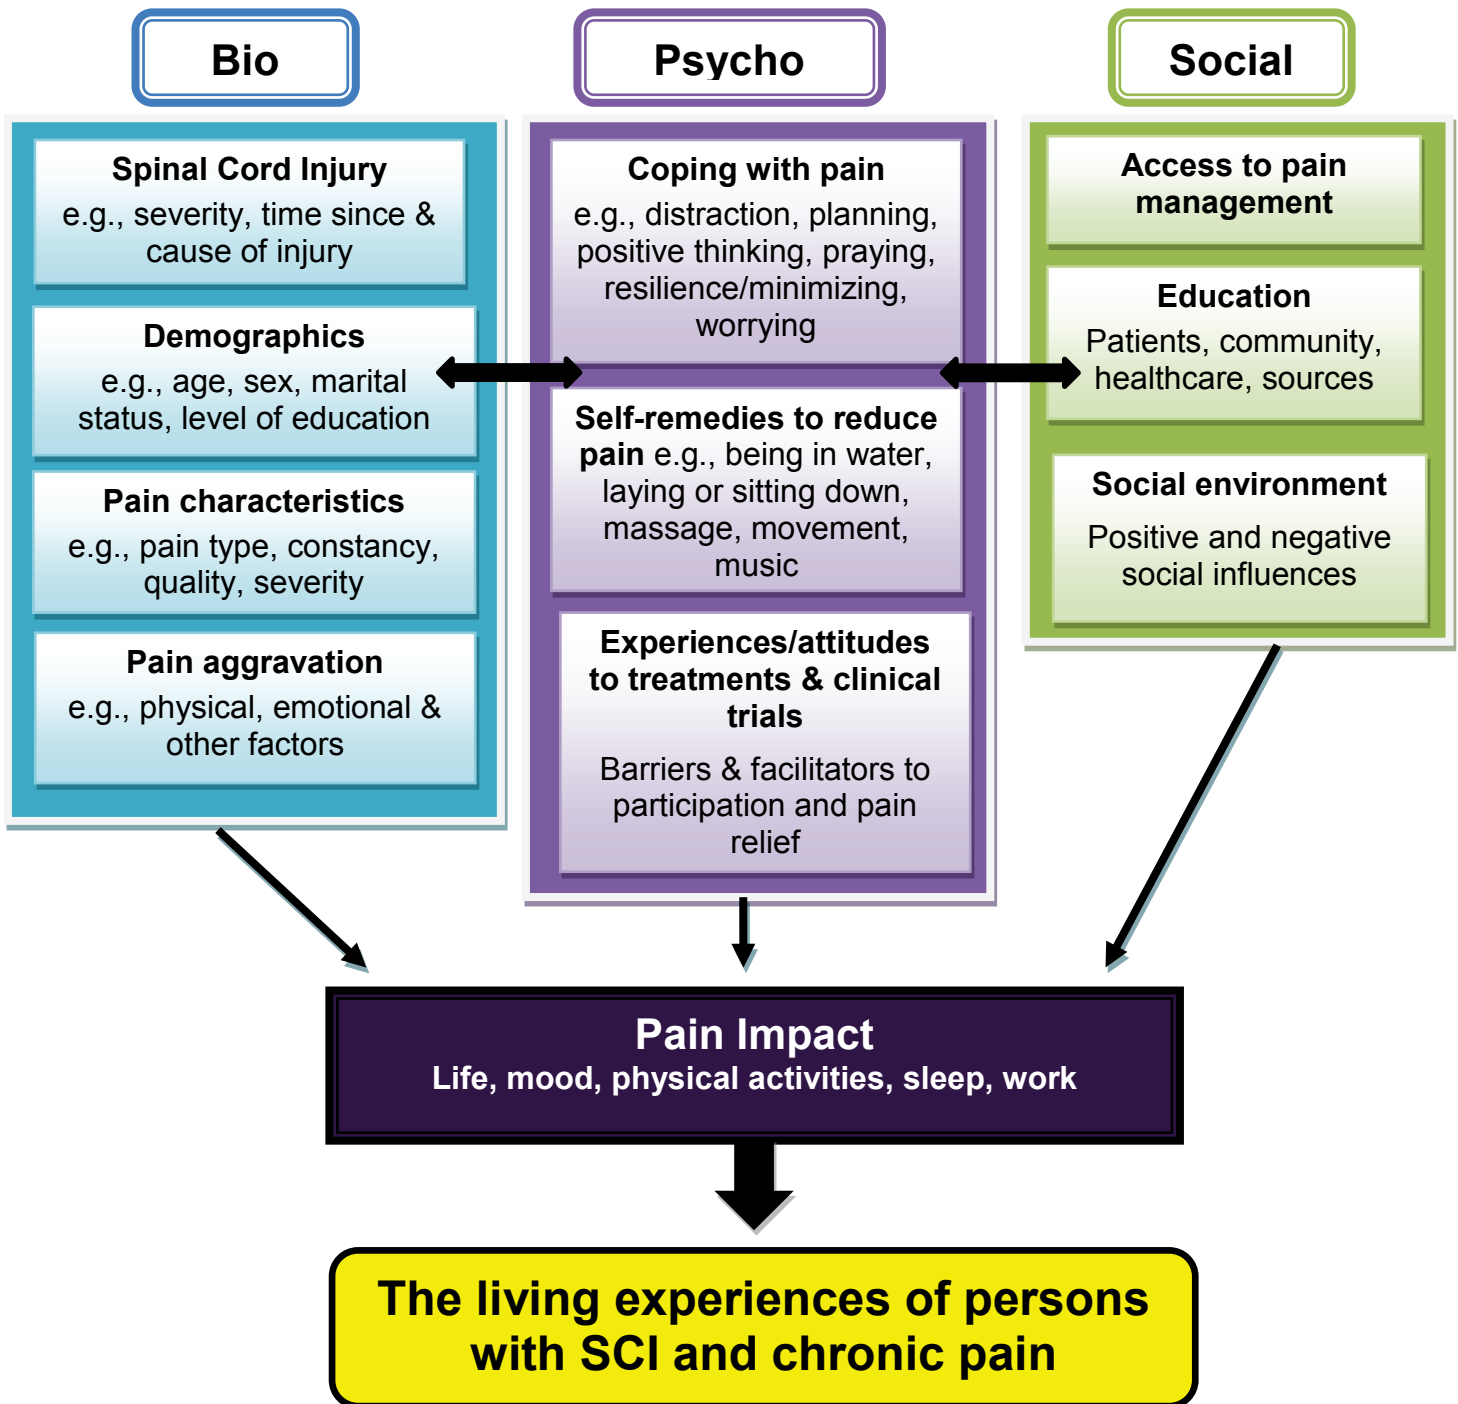 Bio
Spinal Cord Injury
e.g., severity, time since &
cause of injury
Demographics
e.g., age, sex, marital
status, level of education
Pain characteristics
e.g., pain type, constancy,
quality, severity
Pain aggravation
e.g., physical, emotional &
other factors
Psycho
Coping with pain
e.g., distraction, planning,
positive thinking, praying,
resilience/minimizing,
worrying
Self-remedies to reduce
pain e.g., being in water,
laying or sitting down,
massage, movement,
music
Experiences/attitudes
to treatments & clinical
trials
Barriers & facilitators to
participation and pain
relief
Social
Access to pain
management
Education
Patients, community,
healthcare, sources
Social environment
Positive and negative
social influences
Pain Impact
Life, mood, physical activities, sleep, work
The living experiences of persons
with SCI and chronic pain